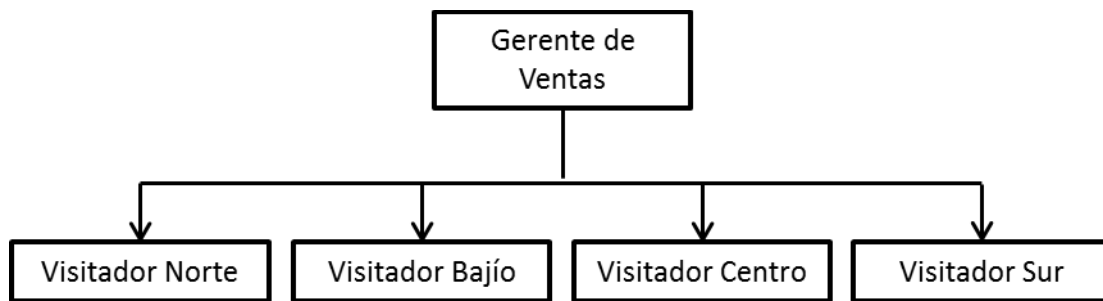 Gerente de
Ventas
Visitador Norte
Visitador Bajío
Visitador Centro
Visitador Sur